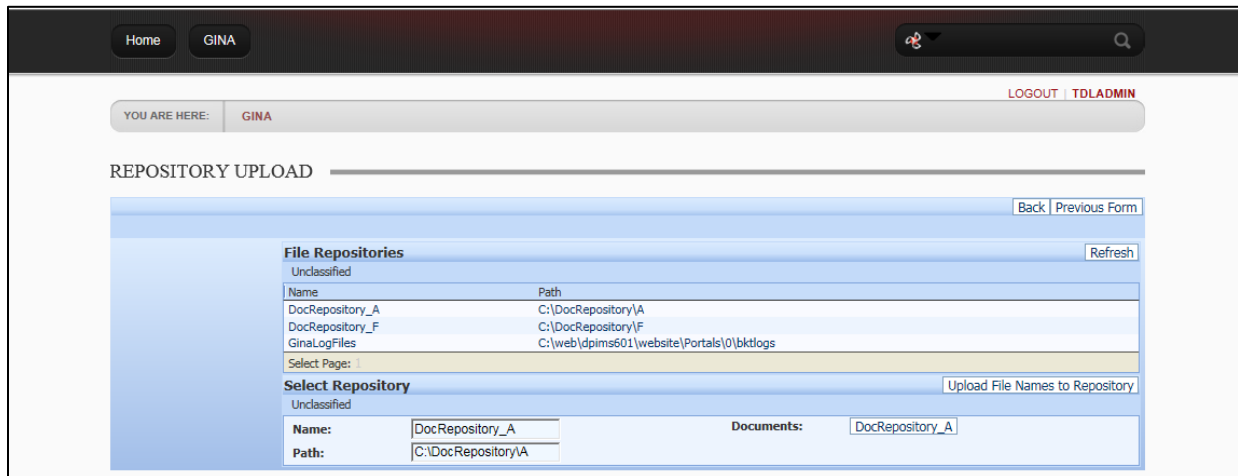 Home GINA
LOGOUT | TDLADMIN
YOU ARE HERE: GINA
REPOSITORY UPLOAD
Back Previous Form
File Repositories Refresh
Unclassified
Name Path
DocRepository_A C:\DocRepository\A
DocRepository_F C:\DocRepository\F
GinaLogFiles C:\web\dpims601\website\Portals\0\bktlogs
Select Page: 1
Select Repository Upload File Names to Repository
Unclassified
Name: DocRepository_A Documents: DocRepository_A
Path: C:\DocRepository\A